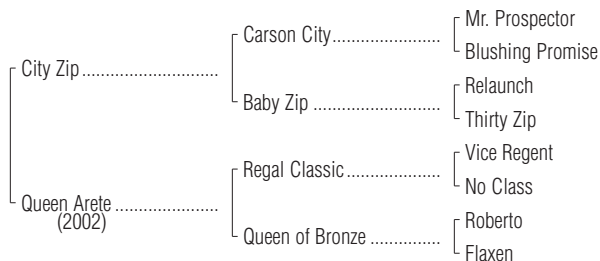 Mr. Prospector
Carson City
Blushing Promise
City Zip
Relaunch
Baby Zip
Thirty Zip
Vice Regent
Regal Classic
No Class
Queen Arete
(2002)
Roberto
Queen of Bronze
Flaxen